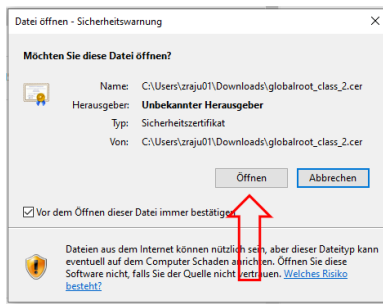 Datei öffnen - Sicherheitswarnung
Möchten Sie diese Datei öffnen?
Name: C:\Users\zraju01\Downloads\globalroot_class_2.cer
Herausgeber: Unbekannter Herausgeber
Typ: Sicherheitszertifikat
Von: C:\Users\zraju01\Downloads\globalroot_class_2.cer
Öffnen Abbrechen
Vor dem Öffnen dieser Datei immer bestätigen
Dateien aus dem Internet können nützlich sein, aber dieser Dateityp kann
eventuell auf dem Computer Schaden anrichten. Öffnen Sie diese
Software nicht, falls Sie der Quelle nicht vertrauen. Welches Risiko
besteht?